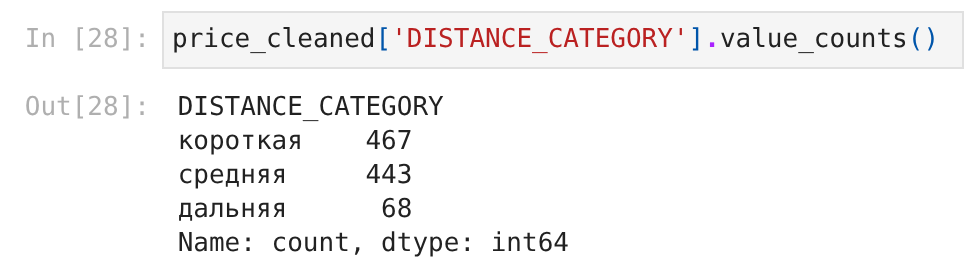 In [28]: price_cleaned['DISTANCE_CATEGORY'].value_counts()
Out[28]: DISTANCE_CATEGORY
короткая    467
средняя     443
дальняя      68
Name: count, dtype: int64